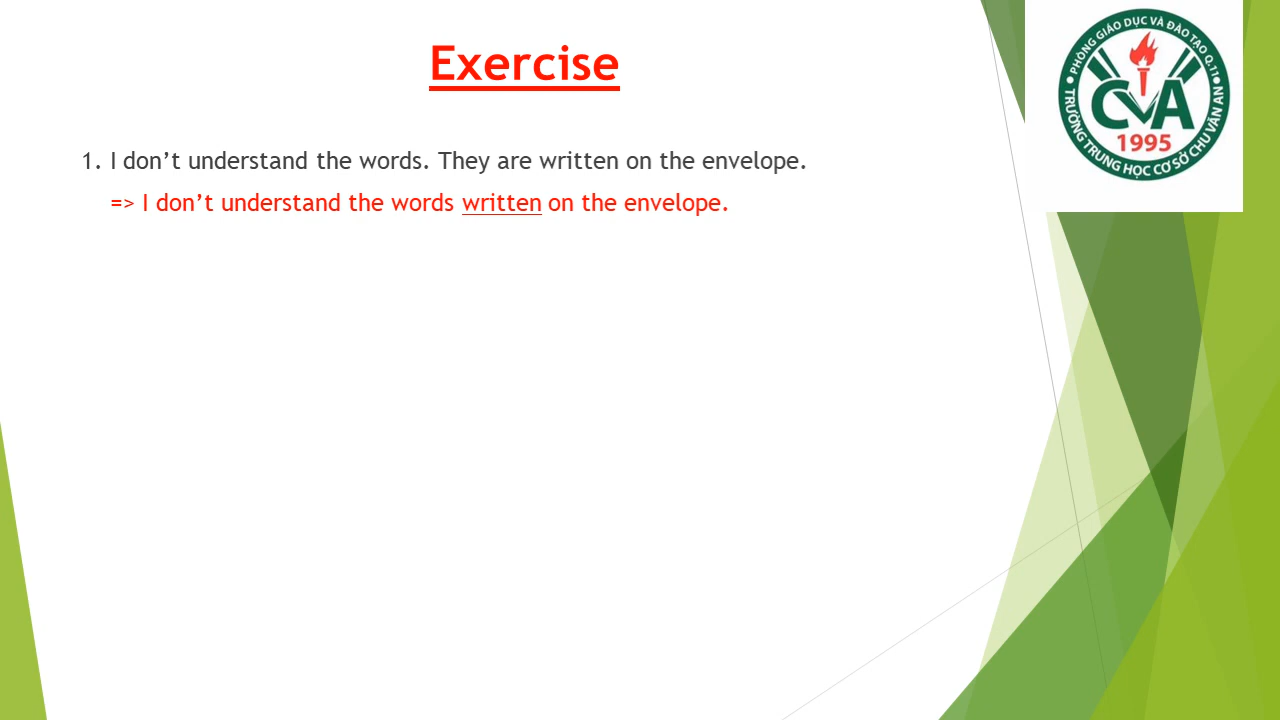 Exercise
1. I don’t understand the words. They are written on the envelope.
=> I don’t understand the words written on the envelope.
PHÒNG GIÁO DỤC VÀ ĐÀO TẠO Q.11
CVA
1995
TRƯỜNG TRUNG HỌC CƠ SỞ CHU VĂN AN